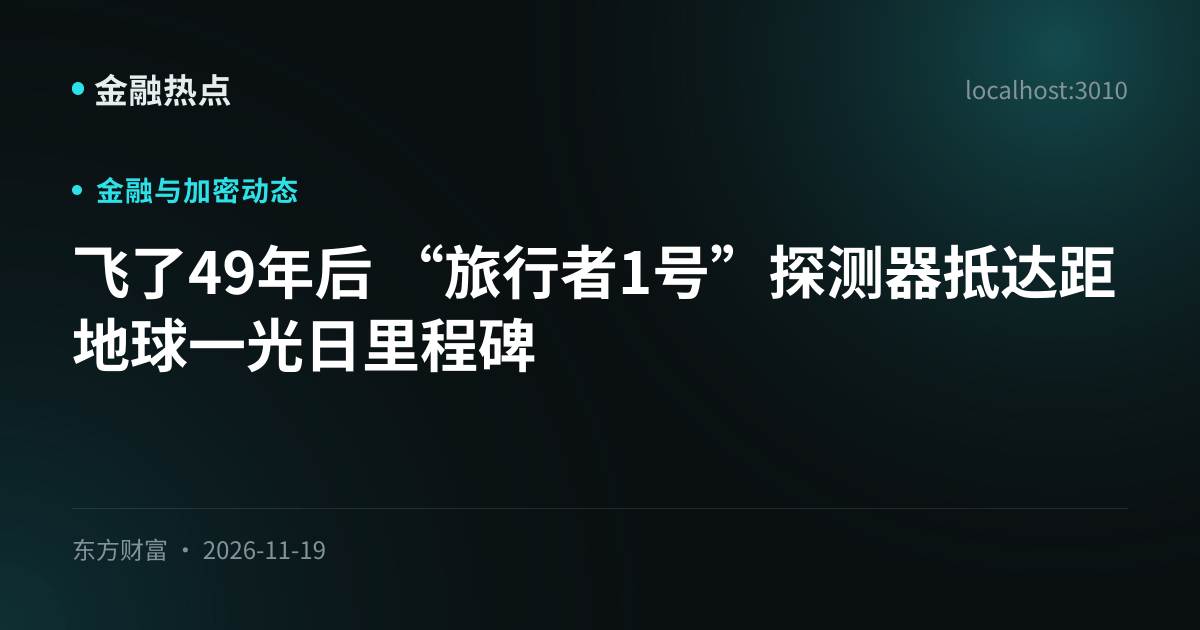 金融热点
localhost:3010
金融与加密动态
飞了49年后 “旅行者1号”探测器抵达距
地球一光日里程碑
东方财富 · 2026-11-19